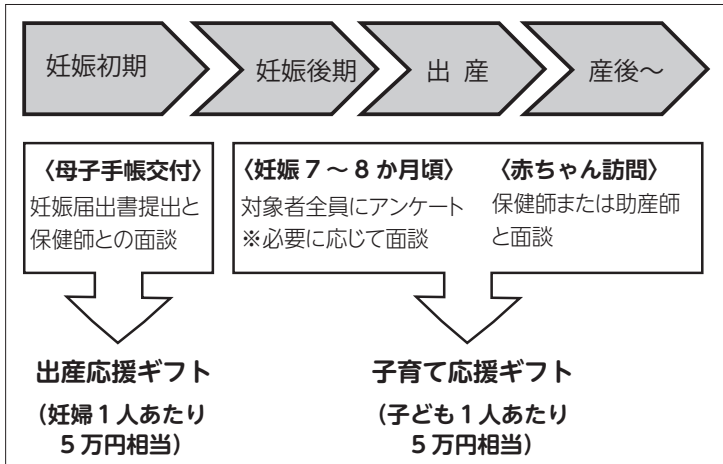 妊娠初期
妊娠後期
出 産
産後～
〈母子手帳交付〉
妊娠届出書提出と
保健師との面談
〈妊娠７～８か月頃〉
対象者全員にアンケート
※必要に応じて面談
〈赤ちゃん訪問〉
保健師または助産師
と面談
出産応援ギフト
（妊婦１人あたり
５万円相当）
子育て応援ギフト
（子ども１人あたり
５万円相当）